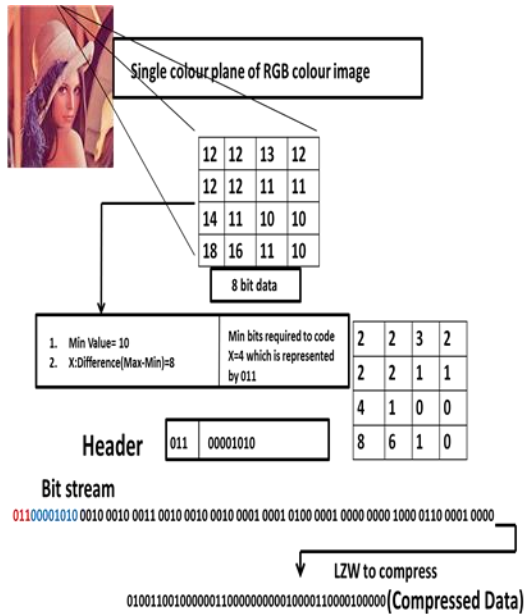 Single colour plane of RGB colour image
12 12 13 12
12 12 11 11
14 11 10 10
18 16 11 10
8 bit data
1. Min Value= 10
2. X:Difference(Max-Min)=8
Min bits required to code
X=4 which is represented
by 011
2 2 3 2
2 2 1 1
4 1 0 0
8 6 1 0
Header
011 00001010
Bit stream
01100001010 0010 0010 0011 0010 0010 0010 0001 0001 0100 0001 0000 0000 1000 0110 0001 0000
LZW to compress
(Compressed Data)